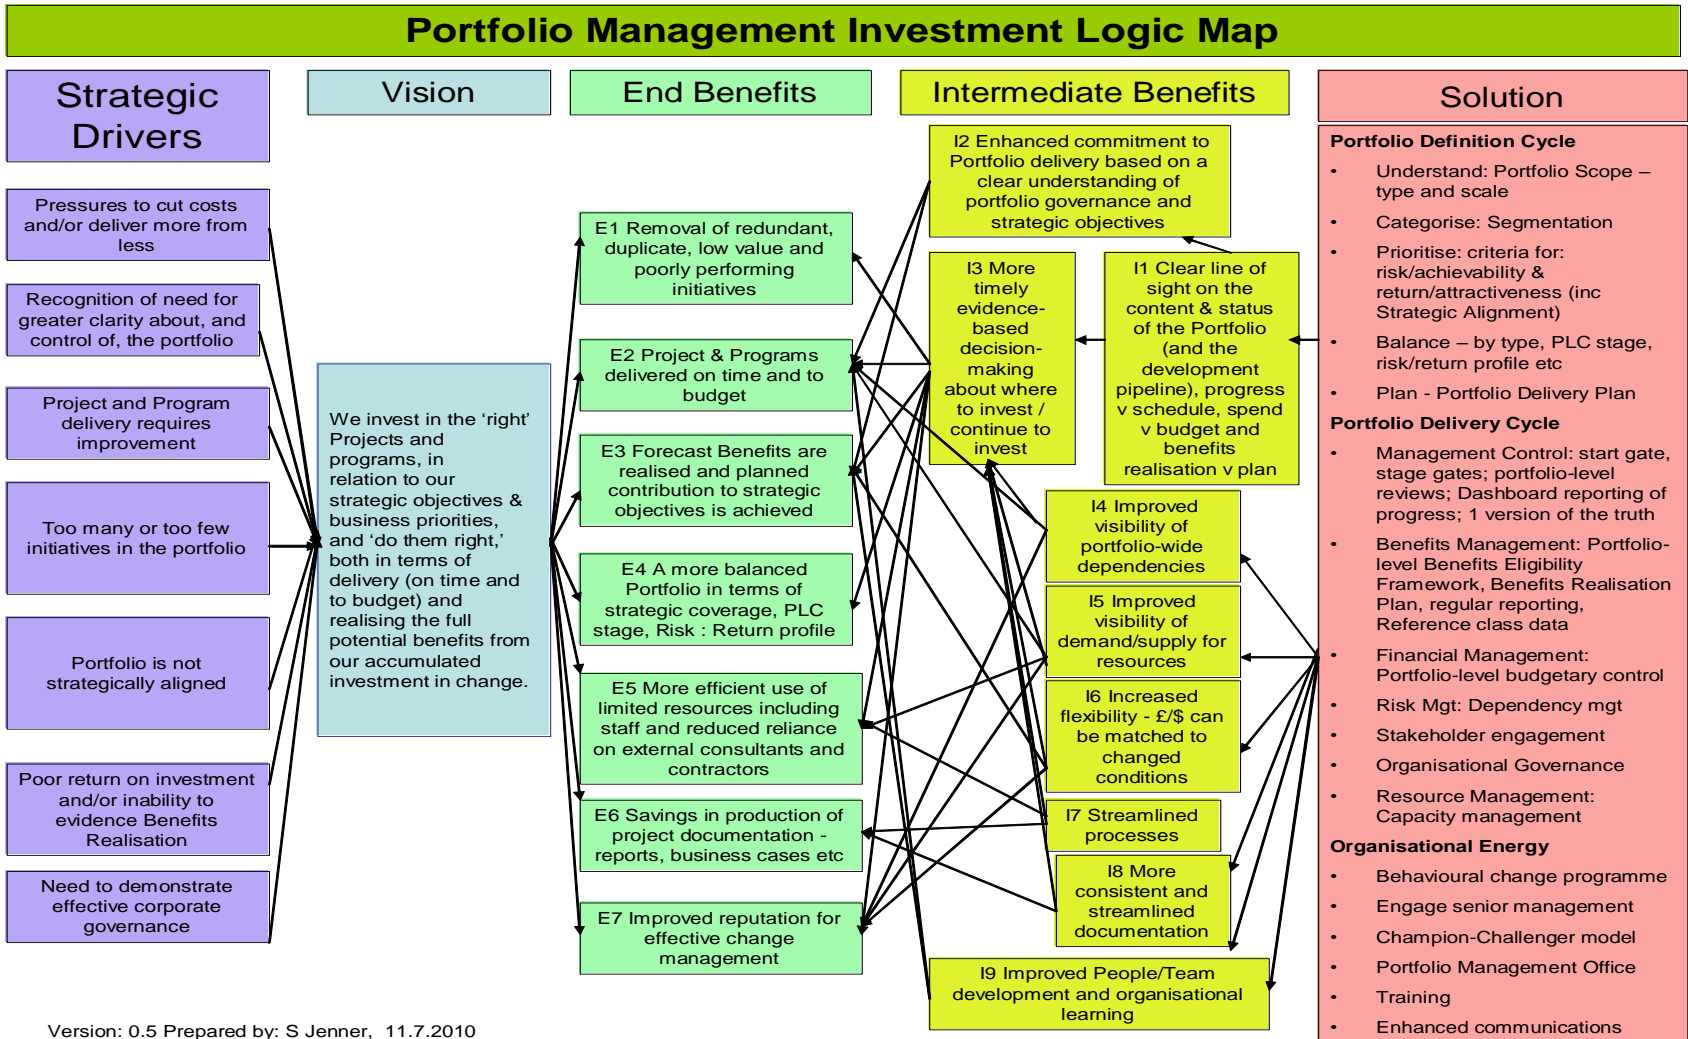 Portfolio Management Investment Logic Map
Strategic
Drivers
Pressures to cut costs
and/or deliver more from
less
Recognition of need for
greater clarity about, and
control of, the portfolio
Project and Program
delivery requires
improvement
Too many or too few
initiatives in the portfolio
Portfolio is not
strategically aligned
Poor return on investment
and/or inability to
evidence Benefits
Realisation
Need to demonstrate
effective corporate
governance
Vision
We invest in the ‘right’
Projects and
programs, in
relation to our
strategic objectives &
business priorities,
and ‘do them right,’
both in terms of
delivery (on time and
to budget) and
realising the full
potential benefits from
our accumulated
investment in change.
End Benefits
E1 Removal of redundant,
duplicate, low value and
poorly performing
initiatives
E2 Project & Programs
delivered on time and to
budget
E3 Forecast Benefits are
realised and planned
contribution to strategic
objectives is achieved
E4 A more balanced
Portfolio in terms of
strategic coverage, PLC
stage, Risk : Return profile
E5 More efficient use of
limited resources including
staff and reduced reliance
on external consultants and
contractors
E6 Savings in production of
project documentation -
reports, business cases etc
E7 Improved reputation for
effective change
management
Intermediate Benefits
I2 Enhanced commitment to
Portfolio delivery based on a
clear understanding of
portfolio governance and
strategic objectives
I3 More
timely
evidence-
based
decision-
making
about where
to invest /
continue to
invest
I1 Clear line of
sight on the
content & status
of the Portfolio
(and the
development
pipeline), progress
v schedule, spend
v budget and
benefits
realisation v plan
I4 Improved
visibility of
portfolio-wide
dependencies
I5 Improved
visibility of
demand/supply for
resources
I6 Increased
flexibility - £/$ can
be matched to
changed
conditions
I7 Streamlined
processes
I8 More
consistent and
streamlined
documentation
I9 Improved People/Team
development and organisational
learning
Solution
Portfolio Definition Cycle
• Understand: Portfolio Scope –
type and scale
• Categorise: Segmentation
• Prioritise: criteria for:
risk/achievability &
return/attractiveness (inc
Strategic Alignment)
• Balance – by type, PLC stage,
risk/return profile etc
• Plan - Portfolio Delivery Plan
Portfolio Delivery Cycle
• Management Control: start gate,
stage gates; portfolio-level
reviews; Dashboard reporting of
progress; 1 version of the truth
• Benefits Management: Portfolio-
level Benefits Eligibility
Framework, Benefits Realisation
Plan, regular reporting,
Reference class data
• Financial Management:
Portfolio-level budgetary control
• Risk Mgt: Dependency mgt
• Stakeholder engagement
• Organisational Governance
• Resource Management:
Capacity management
Organisational Energy
• Behavioural change programme
• Engage senior management
• Champion-Challenger model
• Portfolio Management Office
• Training
• Enhanced communications
Version: 0.5 Prepared by: S Jenner, 11.7.2010